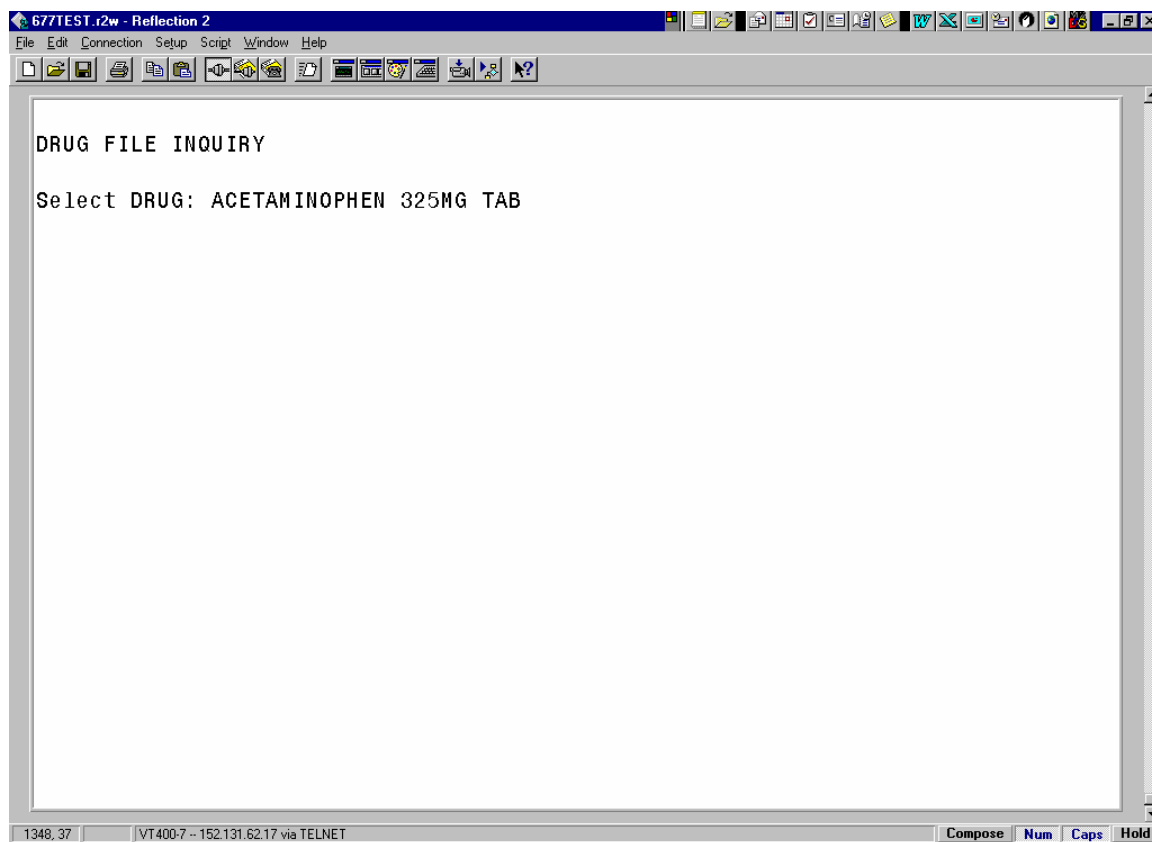 677TEST.r2w - Reflection 2
File Edit Connection Setup Script Window Help
DRUG FILE INQUIRY
Select DRUG: ACETAMINOPHEN 325MG TAB
1348, 37 VT400-7 -- 152.131.62.17 via TELNET Compose Num Caps Hold